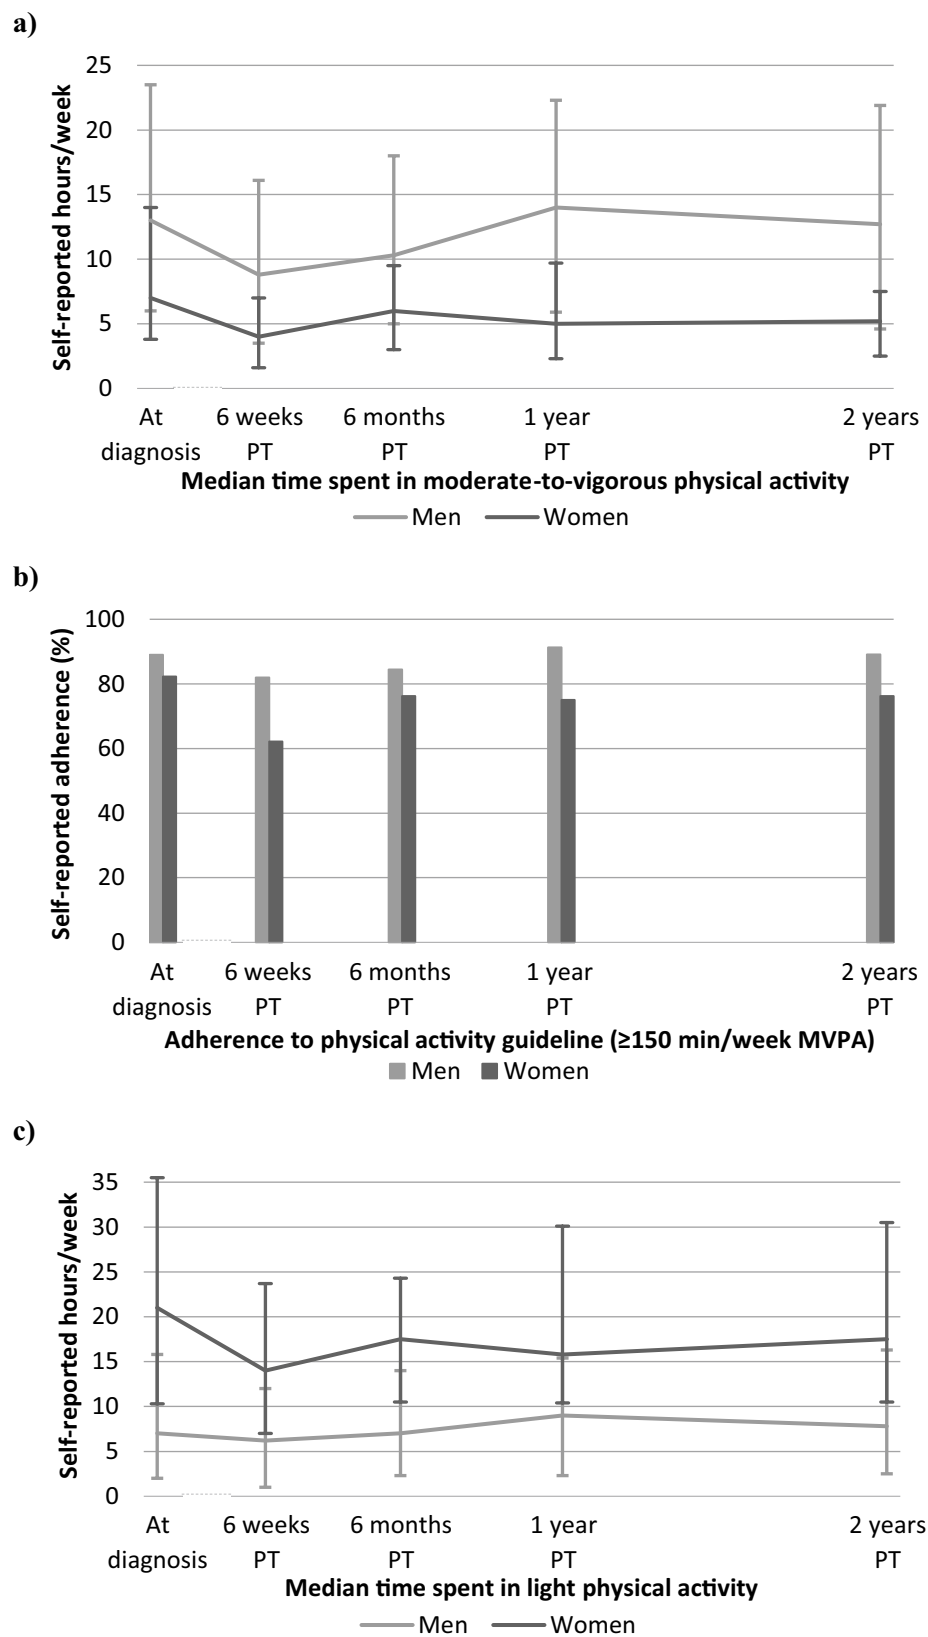 a)
Self-reported hours/week
25
20
15
10
5
0
At diagnosis
6 weeks PT
6 months PT
1 year PT
2 years PT
Median time spent in moderate-to-vigorous physical activity
Men Women
b)
Self-reported adherence (%)
100
80
60
40
20
0
At diagnosis
6 weeks PT
6 months PT
1 year PT
2 years PT
Adherence to physical activity guideline (≥150 min/week MVPA)
Men Women
c)
Self-reported hours/week
35
30
25
20
15
10
5
0
At diagnosis
6 weeks PT
6 months PT
1 year PT
2 years PT
Median time spent in light physical activity
Men Women